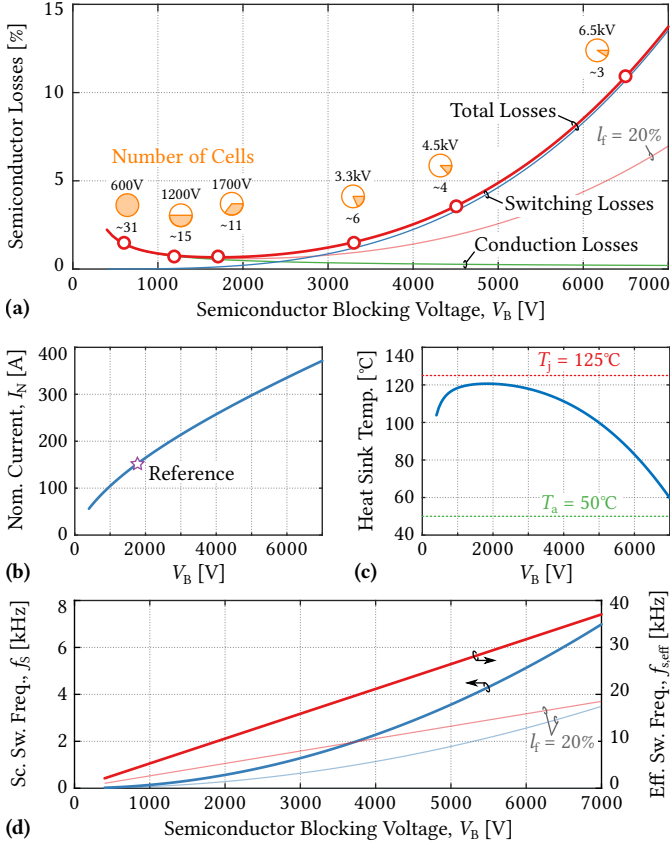 Semiconductor Losses [%]
15
10
5
0
6.5kV
~3
Total Losses
l_f = 20%
4.5kV
~4
Number of Cells
600V
1200V
1700V
3.3kV
Switching Losses
~31
~15
~11
~6
Conduction Losses
0 1000 2000 3000 4000 5000 6000 7000
(a) Semiconductor Blocking Voltage, V_B [V]
Nom. Current, I_N [A]
400
300
200
100
0
Reference
0 2000 4000 6000
(b) V_B [V]
Heat Sink Temp. [°C]
140
120
100
80
60
40
T_j = 125°C
T_a = 50°C
0 2000 4000 6000
(c) V_B [V]
Sc. Sw. Freq., f_S [kHz]
8
6
4
2
0
Eff. Sw. Freq., f_s,eff [kHz]
40
30
20
10
0
l_f = 20%
0 1000 2000 3000 4000 5000 6000 7000
(d) Semiconductor Blocking Voltage, V_B [V]